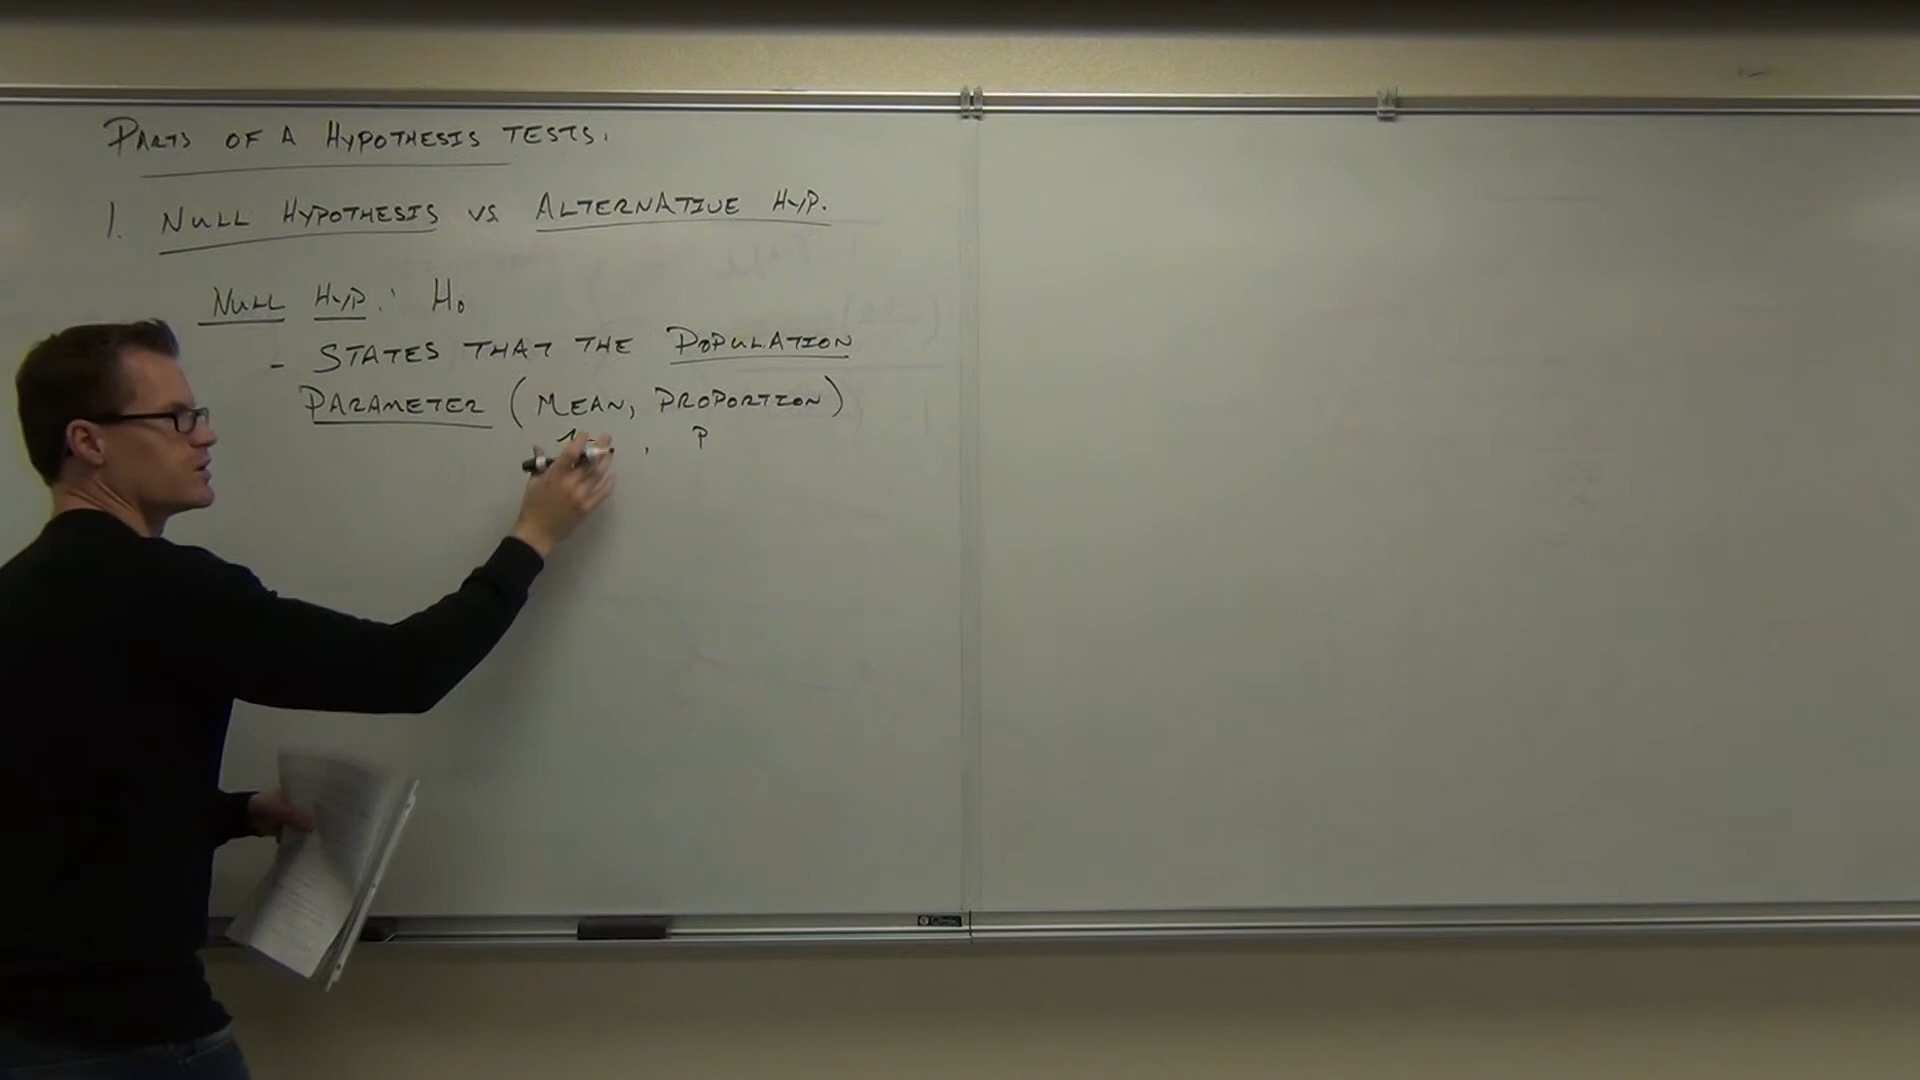 PARTS OF A HYPOTHESIS TESTS.
1. NULL HYPOTHESIS VS ALTERNATIVE HYP.
NULL HYP: H₀
- STATES THAT THE POPULATION
PARAMETER (MEAN, PROPORTION)
, P